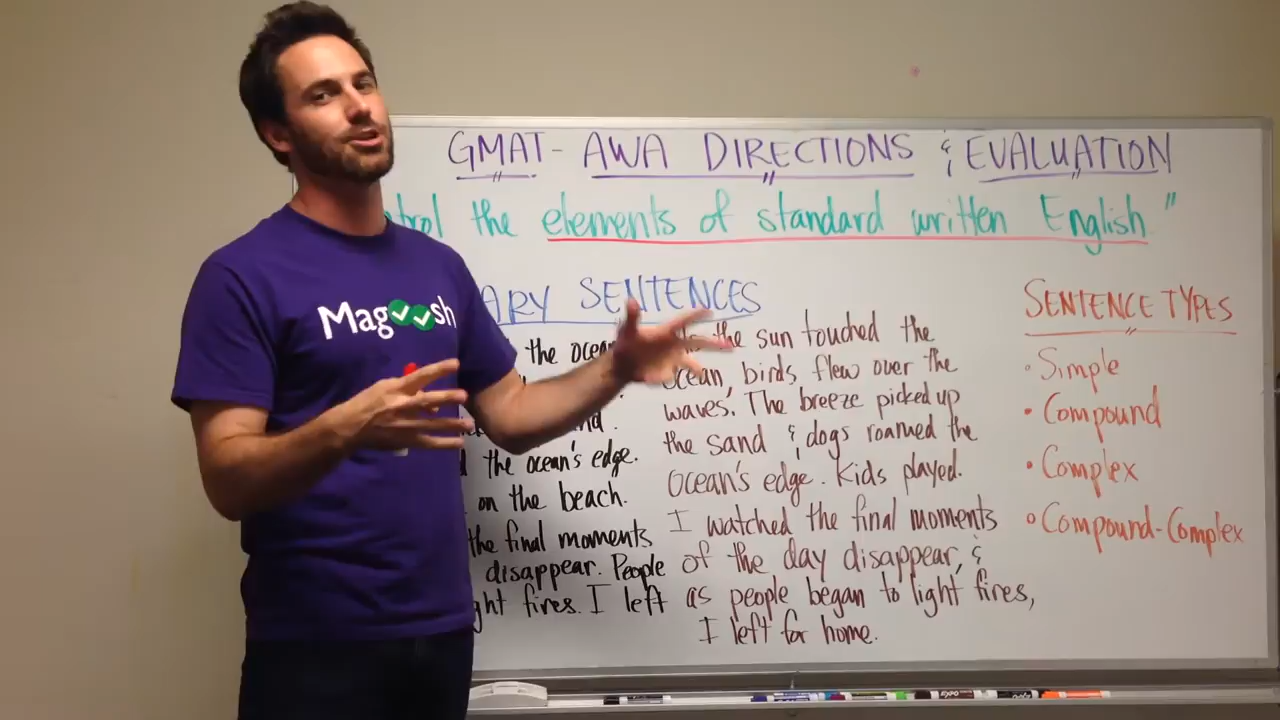 GMAT - AWA DIRECTIONS & EVALUATION
the elements of standard written English"
SENTENCES
the ocean's edge.
on the beach.
the final moments
disappear. People
fires. I left
the sun touched the
ocean, birds flew over the
waves. The breeze picked up
the sand & dogs roamed the
ocean's edge. Kids played.
I watched the final moments
of the day disappear, &
as people began to light fires,
I left for home.
SENTENCE TYPES
• Simple
• Compound
• Complex
• Compound-Complex
Magoosh
EXPO